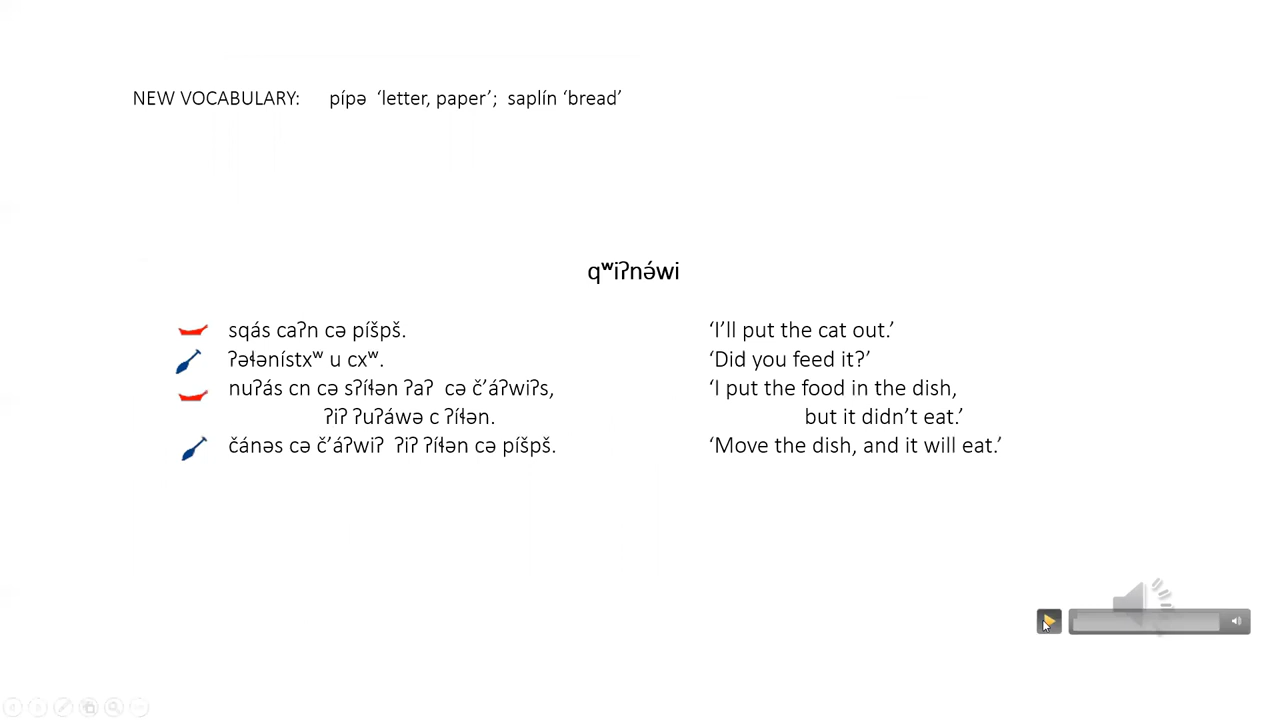 NEW VOCABULARY: pípə ‘letter, paper’; saplín ‘bread’
qʷiʔnə́wi
sqás caʔn cə píšpš. ‘I’ll put the cat out.’
ʔəɬənístxʷ u cxʷ. ‘Did you feed it?’
nuʔás cn cə sʔíɬən ʔaʔ cə č’áʔwiʔs, ‘I put the food in the dish,
ʔiʔ ʔuʔáwə c ʔíɬən. but it didn’t eat.’
čánəs cə č’áʔwiʔ ʔiʔ ʔíɬən cə píšpš. ‘Move the dish, and it will eat.’